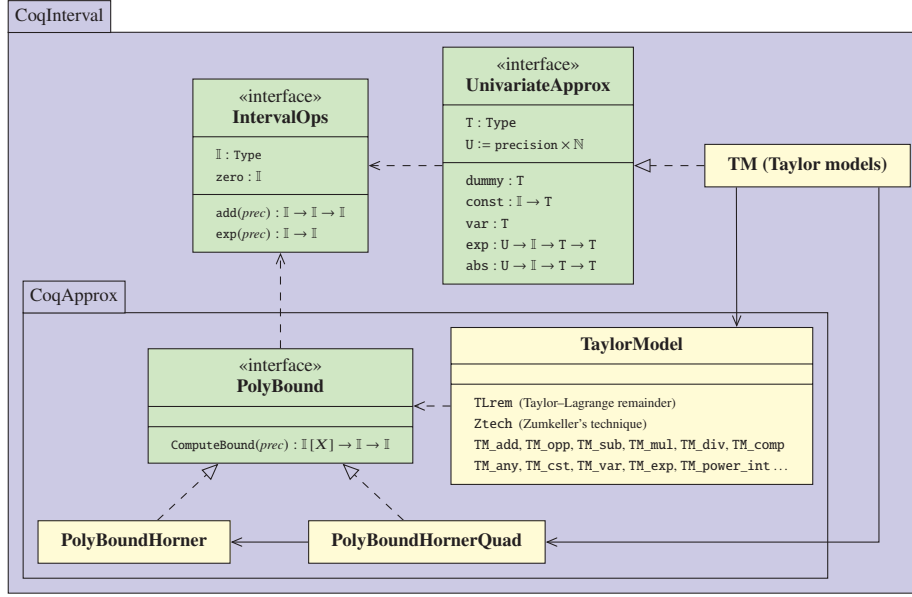 CoqInterval
«interface»
IntervalOps
𝕀 : Type
zero : 𝕀
add(prec) : 𝕀 → 𝕀 → 𝕀
exp(prec) : 𝕀 → 𝕀
«interface»
UnivariateApprox
T : Type
U := precision × ℕ
dummy : T
const : 𝕀 → T
var : T
exp : U → 𝕀 → T → T
abs : U → 𝕀 → T → T
TM (Taylor models)
CoqApprox
«interface»
PolyBound
ComputeBound(prec) : 𝕀[X] → 𝕀 → 𝕀
TaylorModel
TLrem (Taylor–Lagrange remainder)
Ztech (Zumkeller's technique)
TM_add, TM_opp, TM_sub, TM_mul, TM_div, TM_comp
TM_any, TM_cst, TM_var, TM_exp, TM_power_int ...
PolyBoundHorner
PolyBoundHornerQuad